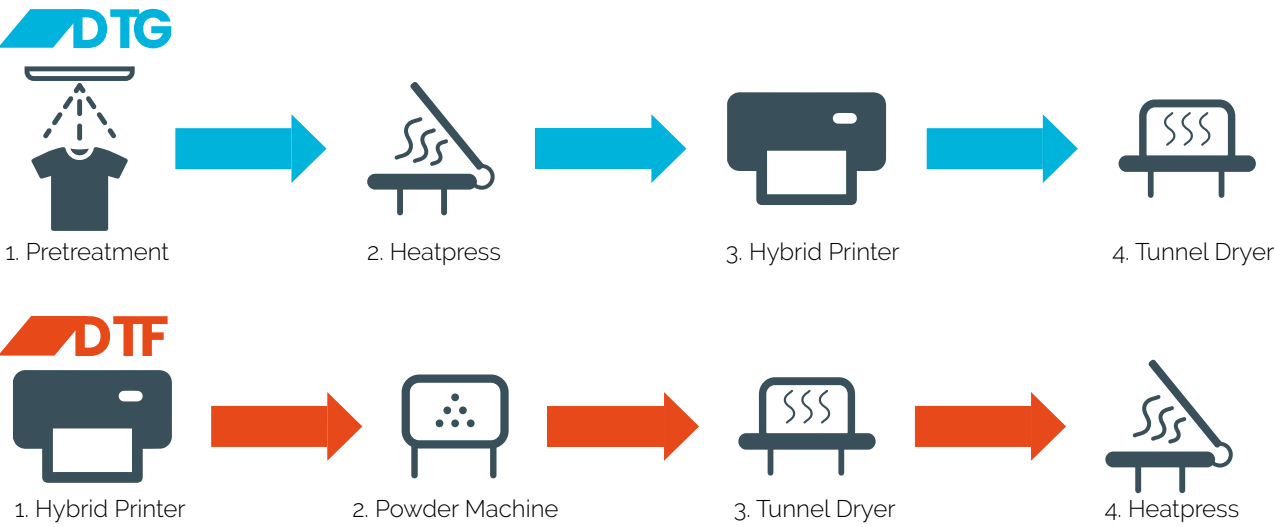 DTG
1. Pretreatment
2. Heatpress
3. Hybrid Printer
4. Tunnel Dryer
DTF
1. Hybrid Printer
2. Powder Machine
3. Tunnel Dryer
4. Heatpress